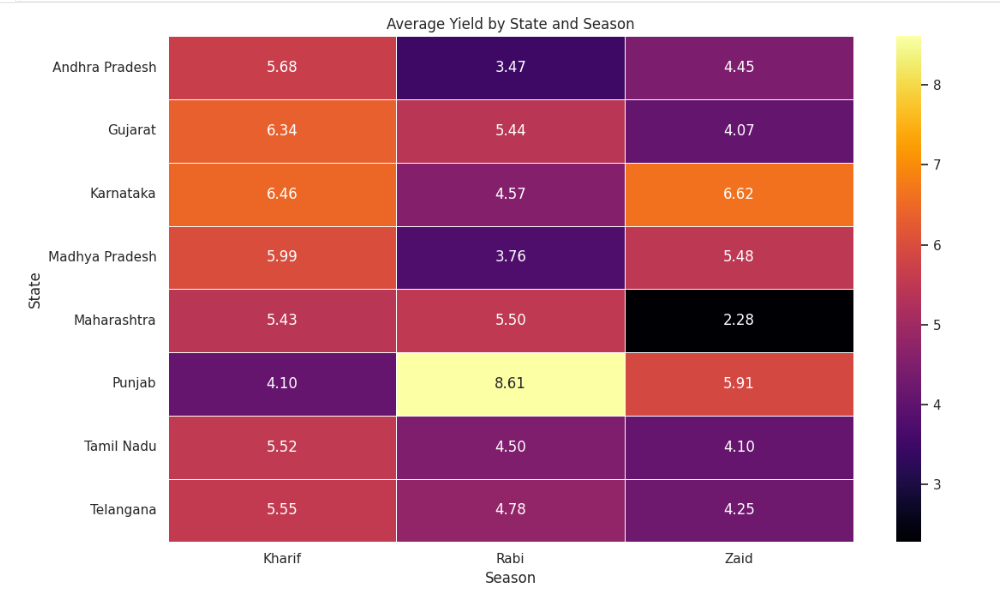 Average Yield by State and Season
State
Andhra Pradesh 5.68 3.47 4.45
Gujarat 6.34 5.44 4.07
Karnataka 6.46 4.57 6.62
Madhya Pradesh 5.99 3.76 5.48
Maharashtra 5.43 5.50 2.28
Punjab 4.10 8.61 5.91
Tamil Nadu 5.52 4.50 4.10
Telangana 5.55 4.78 4.25
Kharif Rabi Zaid
Season
8
7
6
5
4
3